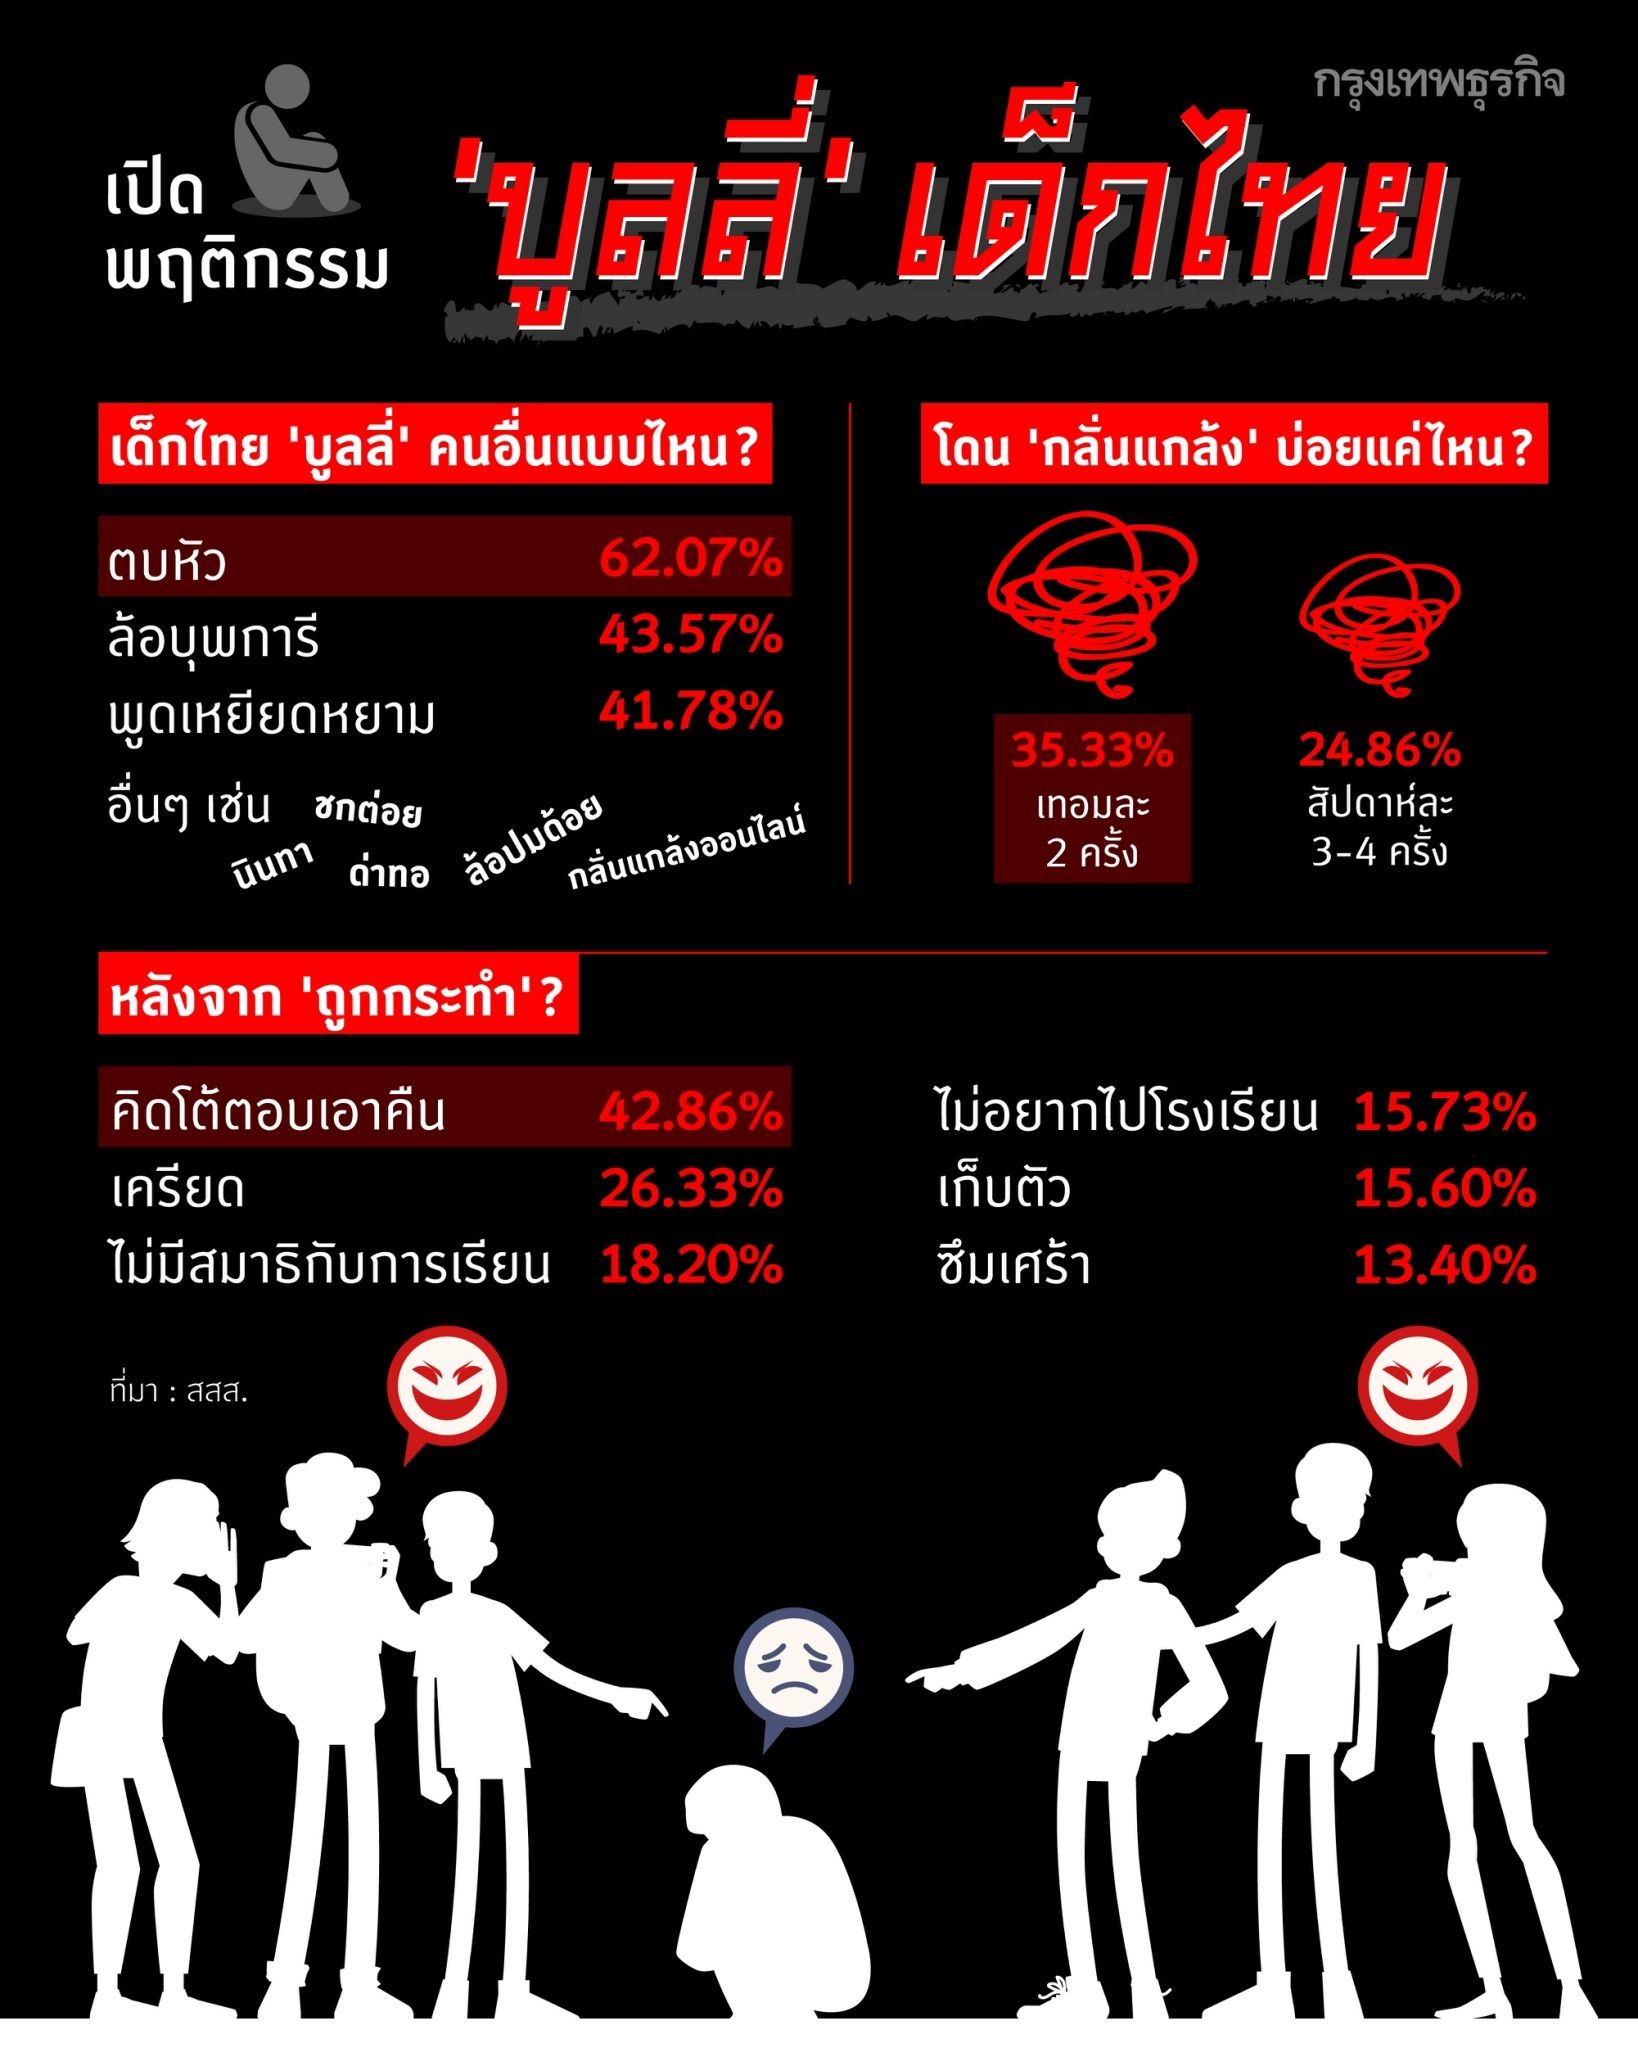 กรุงเทพธุรกิจ
เปิด
พฤติกรรม
'บูลลี่' เด็กไทย
เด็กไทย 'บูลลี่' คนอื่นแบบไหน?
ตบหัว 62.07%
ล้อบุพการี 43.57%
พูดเหยียดหยาม 41.78%
อื่นๆ เช่น ชกต่อย ล้อปมด้อย
นินทา ด่าทอ กลั่นแกล้งออนไลน์
โดน 'กลั่นแกล้ง' บ่อยแค่ไหน?
35.33%
เทอมละ
2 ครั้ง
24.86%
สัปดาห์ละ
3-4 ครั้ง
หลังจาก 'ถูกกระทำ'?
คิดโต้ตอบเอาคืน 42.86%
เครียด 26.33%
ไม่มีสมาธิกับการเรียน 18.20%
ไม่อยากไปโรงเรียน 15.73%
เก็บตัว 15.60%
ซึมเศร้า 13.40%
ที่มา : สสส.